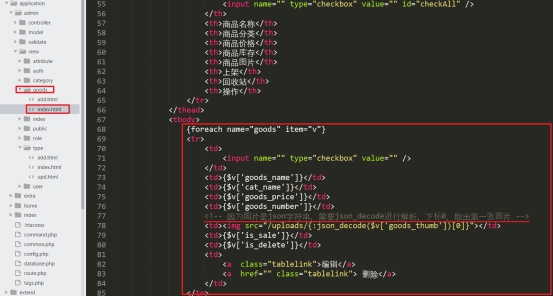 application
admin
controller
model
validate
view
attribute
auth
category
goods
add.html
index.html
index
public
role
type
add.html
index.html
upd.html
user
extra
home
index
.htaccess
command.php
common.php
config.php
database.php
route.php
tags.php
extend
55 <input name="" type="checkbox" value="" id="checkAll" />
56 </th>
57 <th>商品名称</th>
58 <th>商品分类</th>
59 <th>商品价格</th>
60 <th>商品库存</th>
61 <th>商品图片</th>
62 <th>上架</th>
63 <th>回收站</th>
64 <th>操作</th>
65 </tr>
66 </thead>
67 <tbody>
68 {foreach name="goods" item="v"}
69 <tr>
70 <td>
71 <input name="" type="checkbox" value="" />
72 </td>
73 <td>{$v['goods_name']}</td>
74 <td>{$v['cat_name']}</td>
75 <td>{$v['goods_price']}</td>
76 <td>{$v['goods_number']}</td>
77 <!-- 因为图片是json字符串, 需要json_decode进行解析, 下标0, 取出第一张图片 -->
78 <td><img src="/uploads/{:json_decode($v['goods_thumb'])[0]}"></td>
79 <td>{$v['is_sale']}</td>
80 <td>{$v['is_delete']}</td>
81 <td>
82 <a class="tablelink">编辑</a>
83 <a href="" class="tablelink"> 删除</a>
84 </td>
85 </tr>